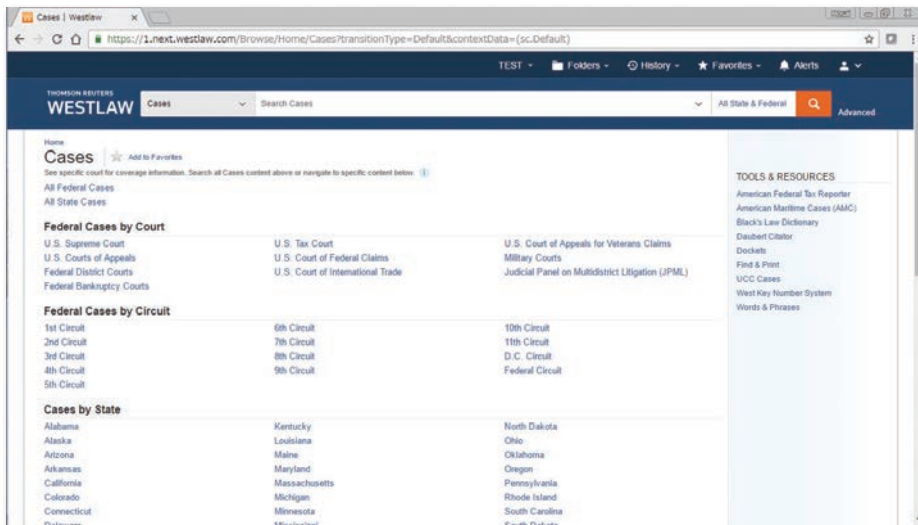 Cases | Westlaw
https://1.next.westlaw.com/Browse/Home/Cases?transitionType=Default&contextData=(sc.Default)
TEST Folders History Favorites Alerts
THOMSON REUTERS
WESTLAW Cases Search Cases All State & Federal Advanced
Home
Cases Add to Favorites
See specific court for coverage information. Search all Cases content above or navigate to specific content below.
All Federal Cases
All State Cases
Federal Cases by Court
U.S. Supreme Court U.S. Tax Court U.S. Court of Appeals for Veterans Claims
U.S. Courts of Appeals U.S. Court of Federal Claims Military Courts
Federal District Courts U.S. Court of International Trade Judicial Panel on Multidistrict Litigation (JPML)
Federal Bankruptcy Courts
Federal Cases by Circuit
1st Circuit 6th Circuit 10th Circuit
2nd Circuit 7th Circuit 11th Circuit
3rd Circuit 8th Circuit D.C. Circuit
4th Circuit 9th Circuit Federal Circuit
5th Circuit
Cases by State
Alabama Kentucky North Dakota
Alaska Louisiana Ohio
Arizona Maine Oklahoma
Arkansas Maryland Oregon
California Massachusetts Pennsylvania
Colorado Michigan Rhode Island
Connecticut Minnesota South Carolina
Delaware Mississippi South Dakota
TOOLS & RESOURCES
American Federal Tax Reporter
American Maritime Cases (AMC)
Black's Law Dictionary
Daubert Citator
Dockets
Find & Print
UCC Cases
West Key Number System
Words & Phrases